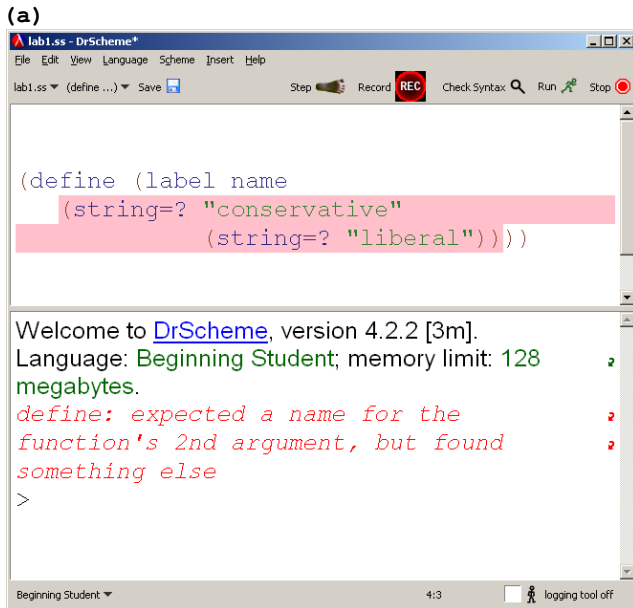 (a)
lab1.ss - DrScheme*
File Edit View Language Scheme Insert Help
lab1.ss (define ...) Save Step Record REC Check Syntax Run Stop
(define (label name
(string=? "conservative"
(string=? "liberal"))))
Welcome to DrScheme, version 4.2.2 [3m].
Language: Beginning Student; memory limit: 128
megabytes.
define: expected a name for the
function's 2nd argument, but found
something else
>
Beginning Student 4:3 logging tool off